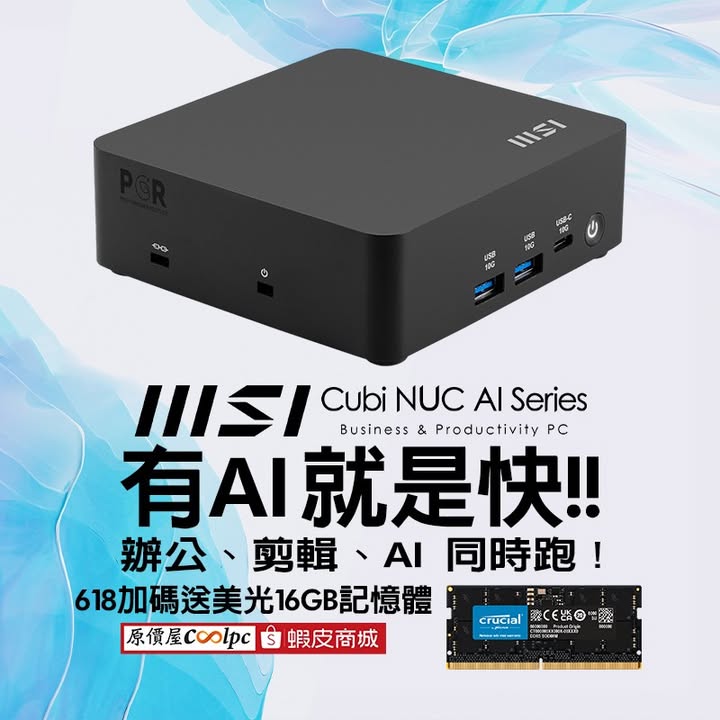 msi
PCR
USB
10G
USB
10G
USB-C
10G
msi Cubi NUC AI Series
Business & Productivity PC
有AI就是快!!
辦公、剪輯、AI 同時跑！
618加碼送美光16GB記憶體
原價屋coolpc 蝦皮商城
crucial